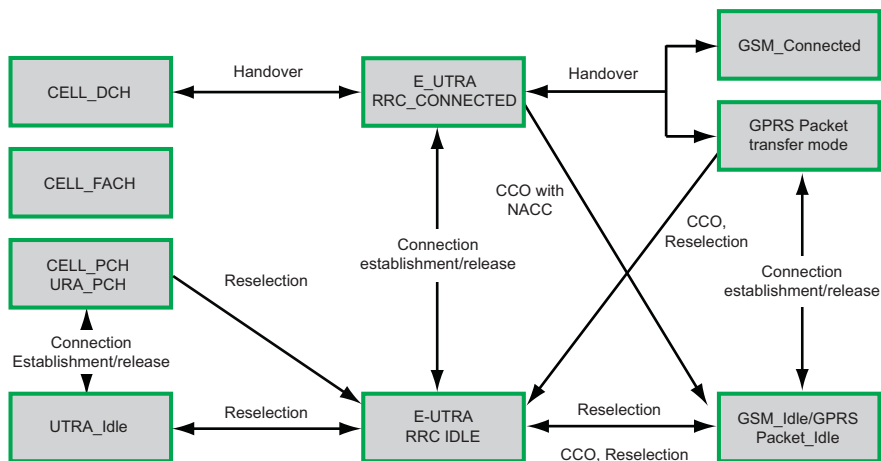 GSM_Connected
CELL_DCH
Handover
E_UTRA
RRC_CONNECTED
Handover
GPRS Packet
transfer mode
CELL_FACH
CCO with
NACC
CCO,
Reselection
CELL_PCH
URA_PCH
Reselection
Connection
establishment/release
Connection
establishment/release
Connection
Establishment/release
UTRA_Idle
Reselection
E-UTRA
RRC IDLE
Reselection
CCO, Reselection
GSM_Idle/GPRS
Packet_Idle